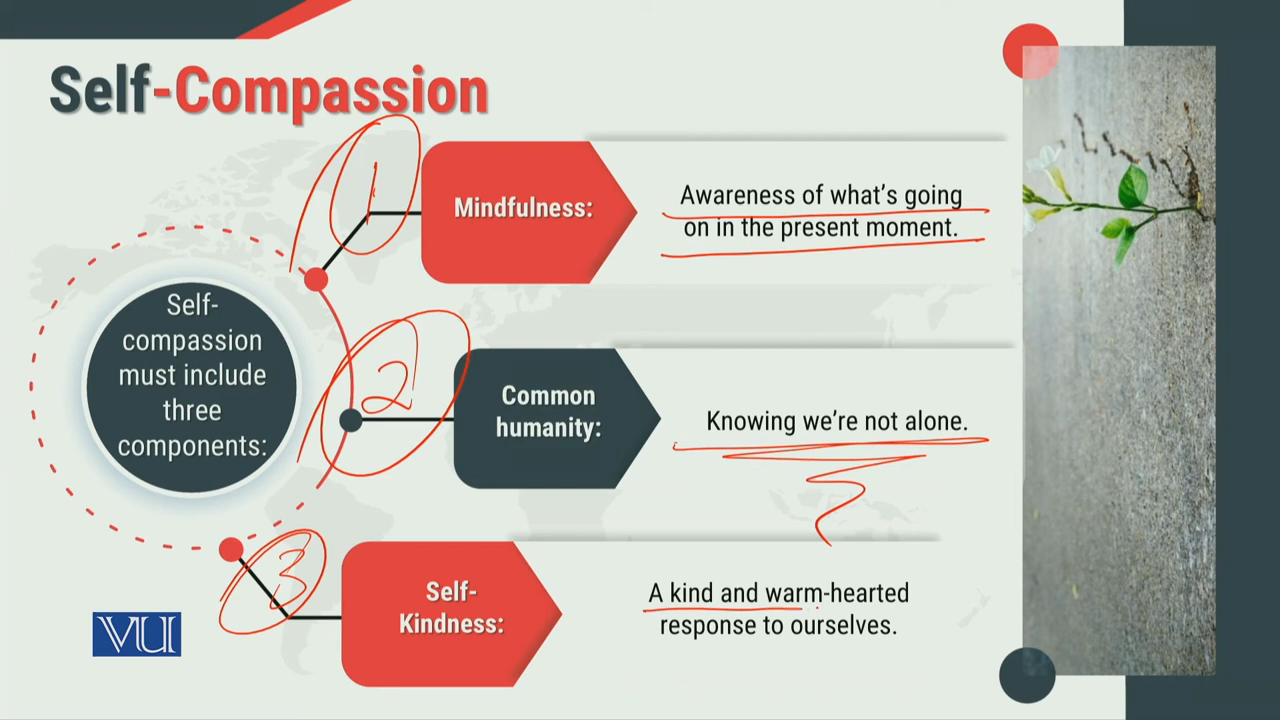 Self-Compassion
1
Mindfulness:
Awareness of what's going
on in the present moment.
Self-
compassion
must include
three
components:
2
Common
humanity:
Knowing we're not alone.
3
Self-
Kindness:
A kind and warm-hearted
response to ourselves.
VU